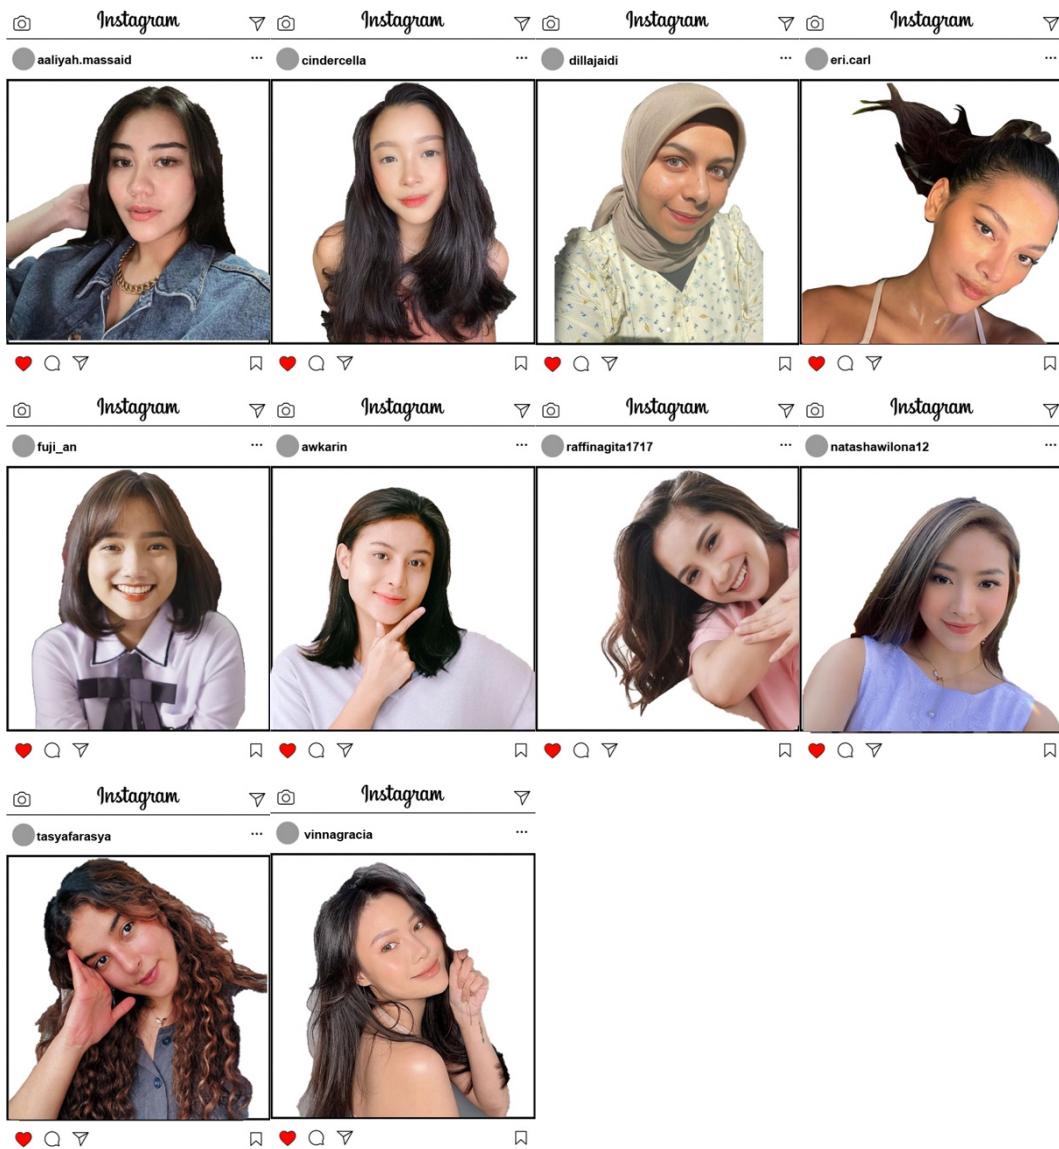 Instagram Instagram Instagram Instagram
aaliyah.massaid cindercella dillajaidi eri.carl
Instagram Instagram Instagram Instagram
fuji_an awkarin raffinagita1717 natashawilona12
Instagram Instagram
tasyafarasya vinnagracia